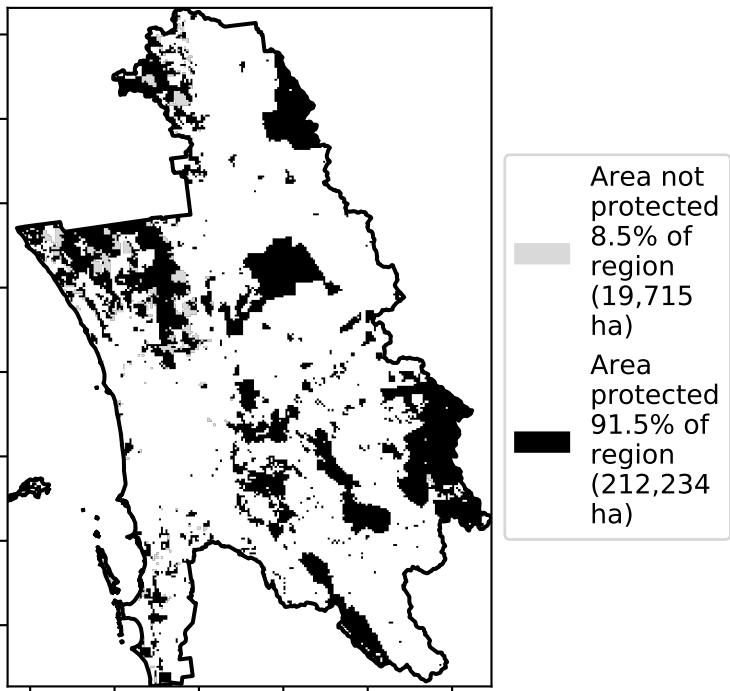 Area not
protected
8.5% of
region
(19,715
ha)
Area
protected
91.5% of
region
(212,234
ha)